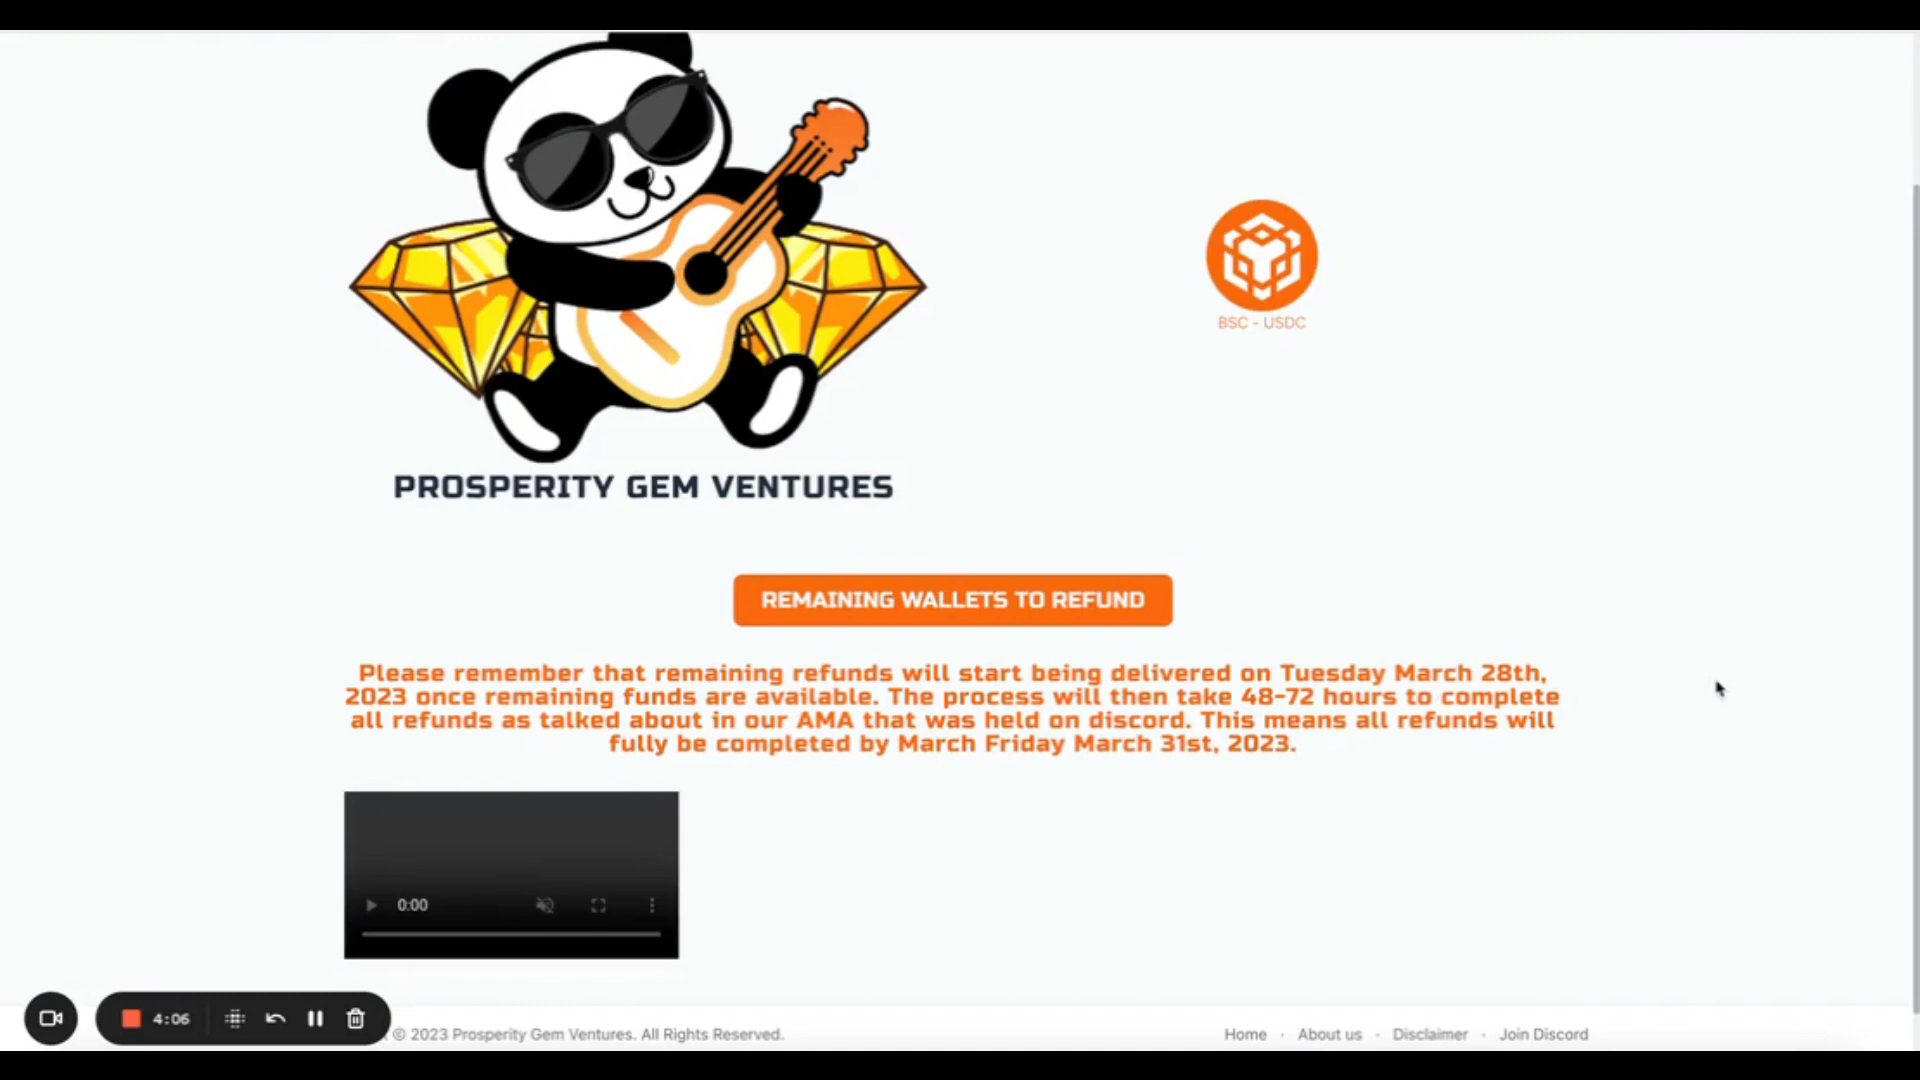 BSC - USDC
PROSPERITY GEM VENTURES
REMAINING WALLETS TO REFUND
Please remember that remaining refunds will start being delivered on Tuesday March 28th,
2023 once remaining funds are available. The process will then take 48-72 hours to complete
all refunds as talked about in our AMA that was held on discord. This means all refunds will
fully be completed by March Friday March 31st, 2023.
0:00
4:06
© 2023 Prosperity Gem Ventures. All Rights Reserved.
Home · About us · Disclaimer · Join Discord